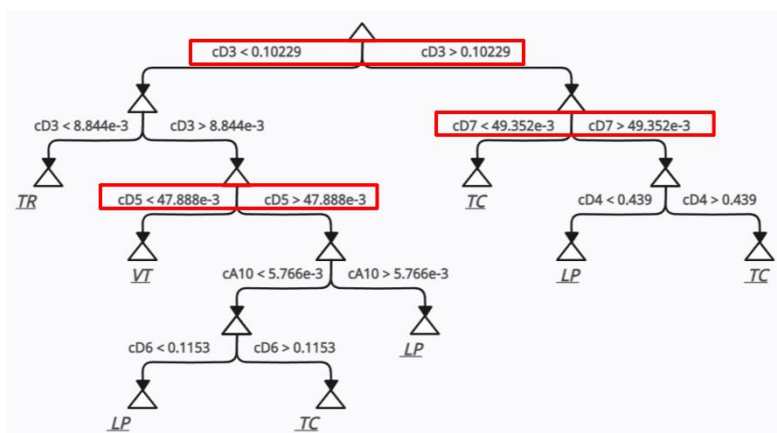 cD3 < 0.10229 cD3 > 0.10229
cD3 < 8.844e-3 cD3 > 8.844e-3 cD7 < 49.352e-3 cD7 > 49.352e-3
TR TC
cD5 < 47.888e-3 cD5 > 47.888e-3 cD4 < 0.439 cD4 > 0.439
VT LP TC
cA10 < 5.766e-3 cA10 > 5.766e-3
cD6 < 0.1153 cD6 > 0.1153 LP
LP TC